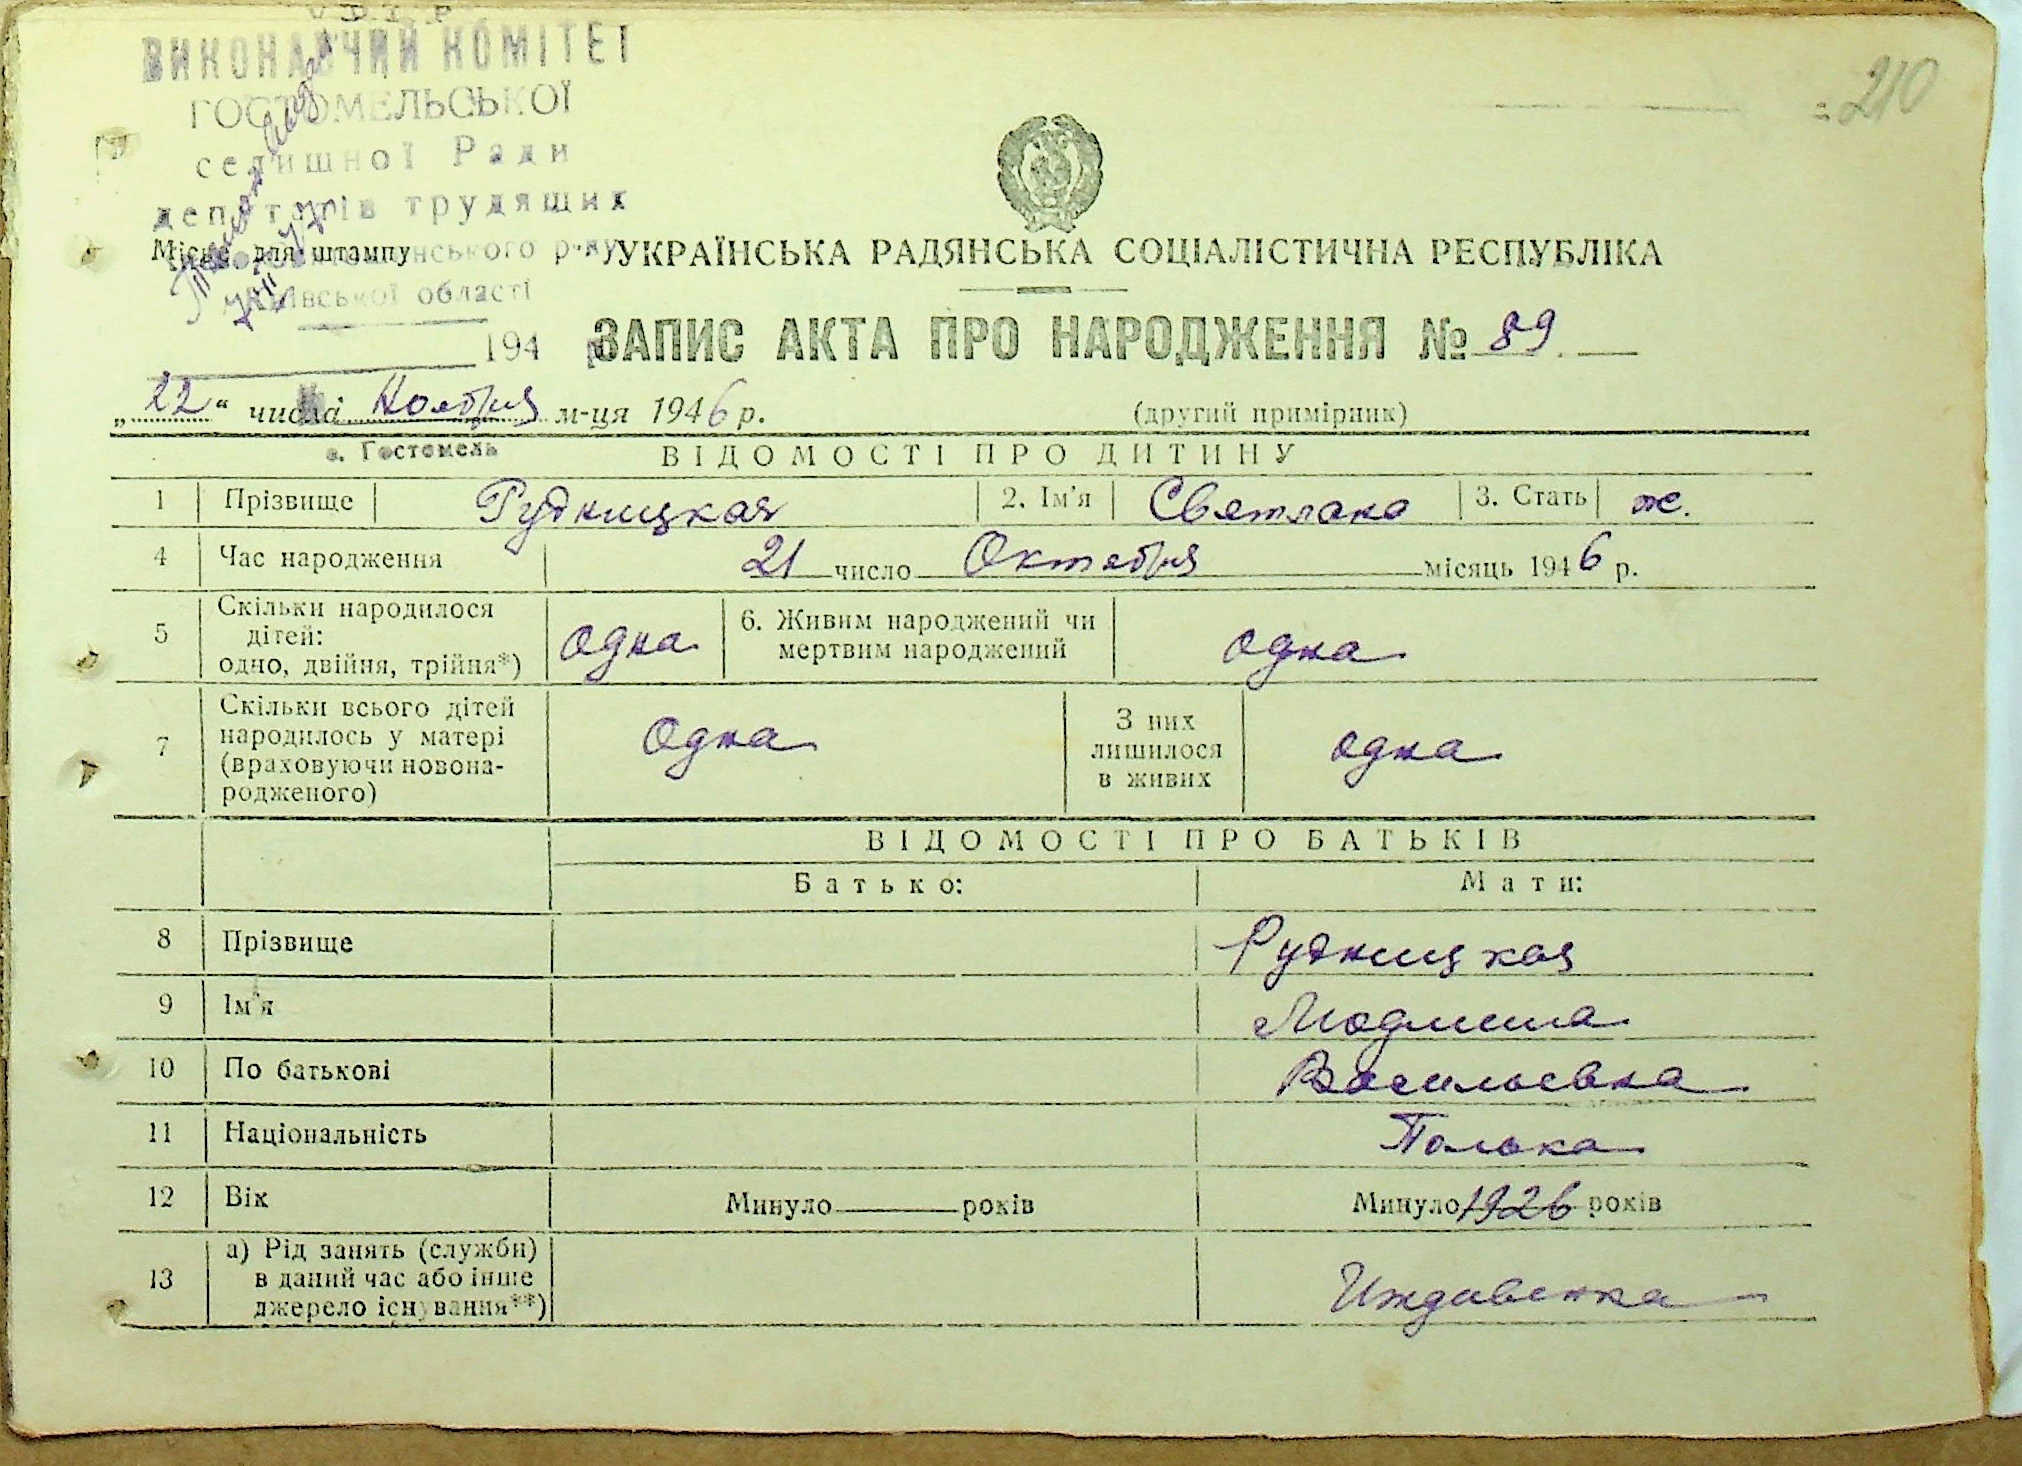 У Р С Р
ВИКОНАВЧИЙ КОМІТЕТ
ГОСТОМЕЛЬСЬКОЇ
селишної Ради
депутатів трудящих
Київської області
Місце для штампу
194 р.
210
УКРАЇНСЬКА РАДЯНСЬКА СОЦІАЛІСТИЧНА РЕСПУБЛІКА
ЗАПИС АКТА ПРО НАРОДЖЕННЯ № 89
„22“ числа Ноября м-ця 1946 р.
(другий примірник)
с. Гостомель
ВІДОМОСТІ ПРО ДИТИНУ
1 Прізвище Рудницкая 2. Ім'я Светлана 3. Стать ж.
4 Час народження 21 число Октября місяць 1946 р.
5 Скільки народилося дітей: одно, двійня, трійня*) одна 6. Живим народжений чи мертвим народжений одна
7 Скільки всього дітей народилось у матері (враховуючи новонародженого) Одна З них лишилося в живих одна
ВІДОМОСТІ ПРО БАТЬКІВ
Батько: Мати:
8 Прізвище Рудницкая
9 Ім'я Людмила
10 По батькові Васильевна
11 Національність Полька
12 Вік Минуло років Минуло 1926 років
13 а) Рід занять (служби) в даний час або інше джерело існування**) Иждивенка